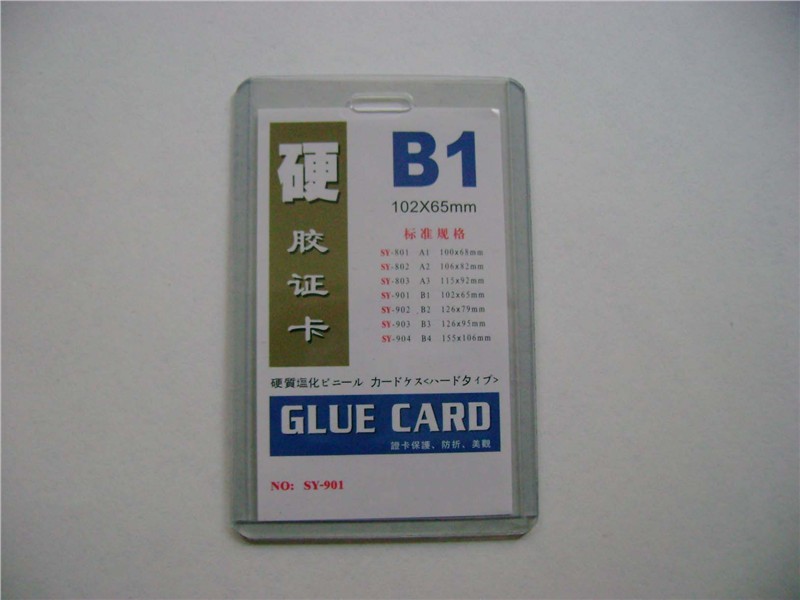 硬
胶
证
卡
B1
102X65mm
标准规格
SY-801 A1 100x68mm
SY-802 A2 106x82mm
SY-803 A3 115x92mm
SY-901 B1 102x65mm
SY-902 B2 126x79mm
SY-903 B3 126x95mm
SY-904 B4 155x106mm
硬質塩化ビニール カードケス<ハードタイプ>
GLUE CARD
證卡保護、防折、美觀
NO: SY-901